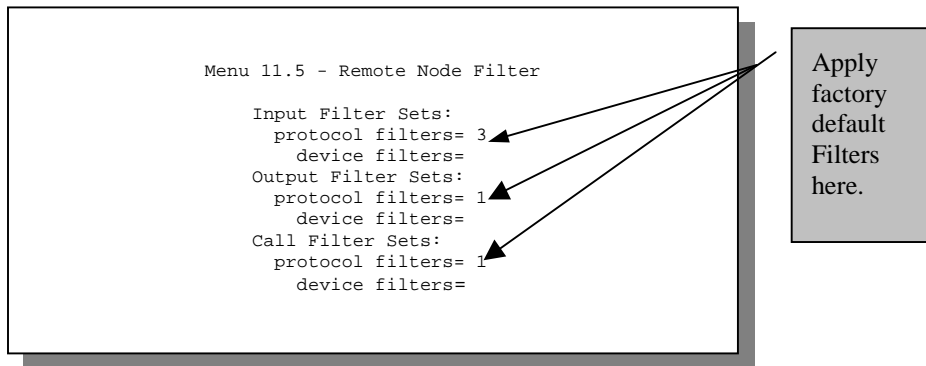 Menu 11.5 - Remote Node Filter
Input Filter Sets:
protocol filters= 3
device filters=
Output Filter Sets:
protocol filters= 1
device filters=
Call Filter Sets:
protocol filters= 1
device filters=
Apply
factory
default
Filters
here.